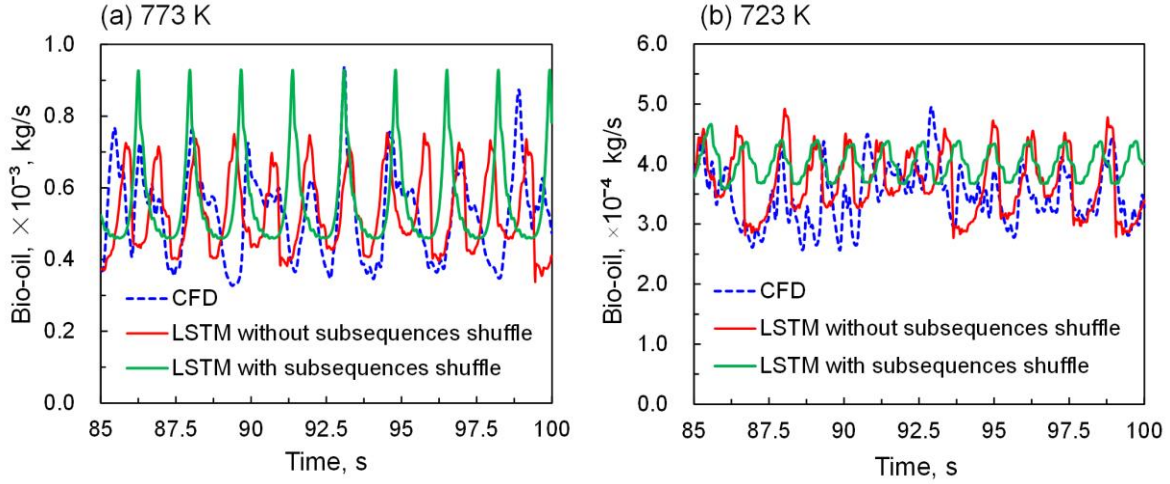 (a) 773 K
Bio-oil, ×10⁻³, kg/s
1.0
0.8
0.6
0.4
0.2
0.0
CFD
LSTM without subsequences shuffle
LSTM with subsequences shuffle
85 87.5 90 92.5 95 97.5 100
Time, s
(b) 723 K
Bio-oil, ×10⁻⁴ kg/s
6.0
5.0
4.0
3.0
2.0
1.0
0.0
CFD
LSTM without subsequences shuffle
LSTM with subsequences shuffle
85 87.5 90 92.5 95 97.5 100
Time, s